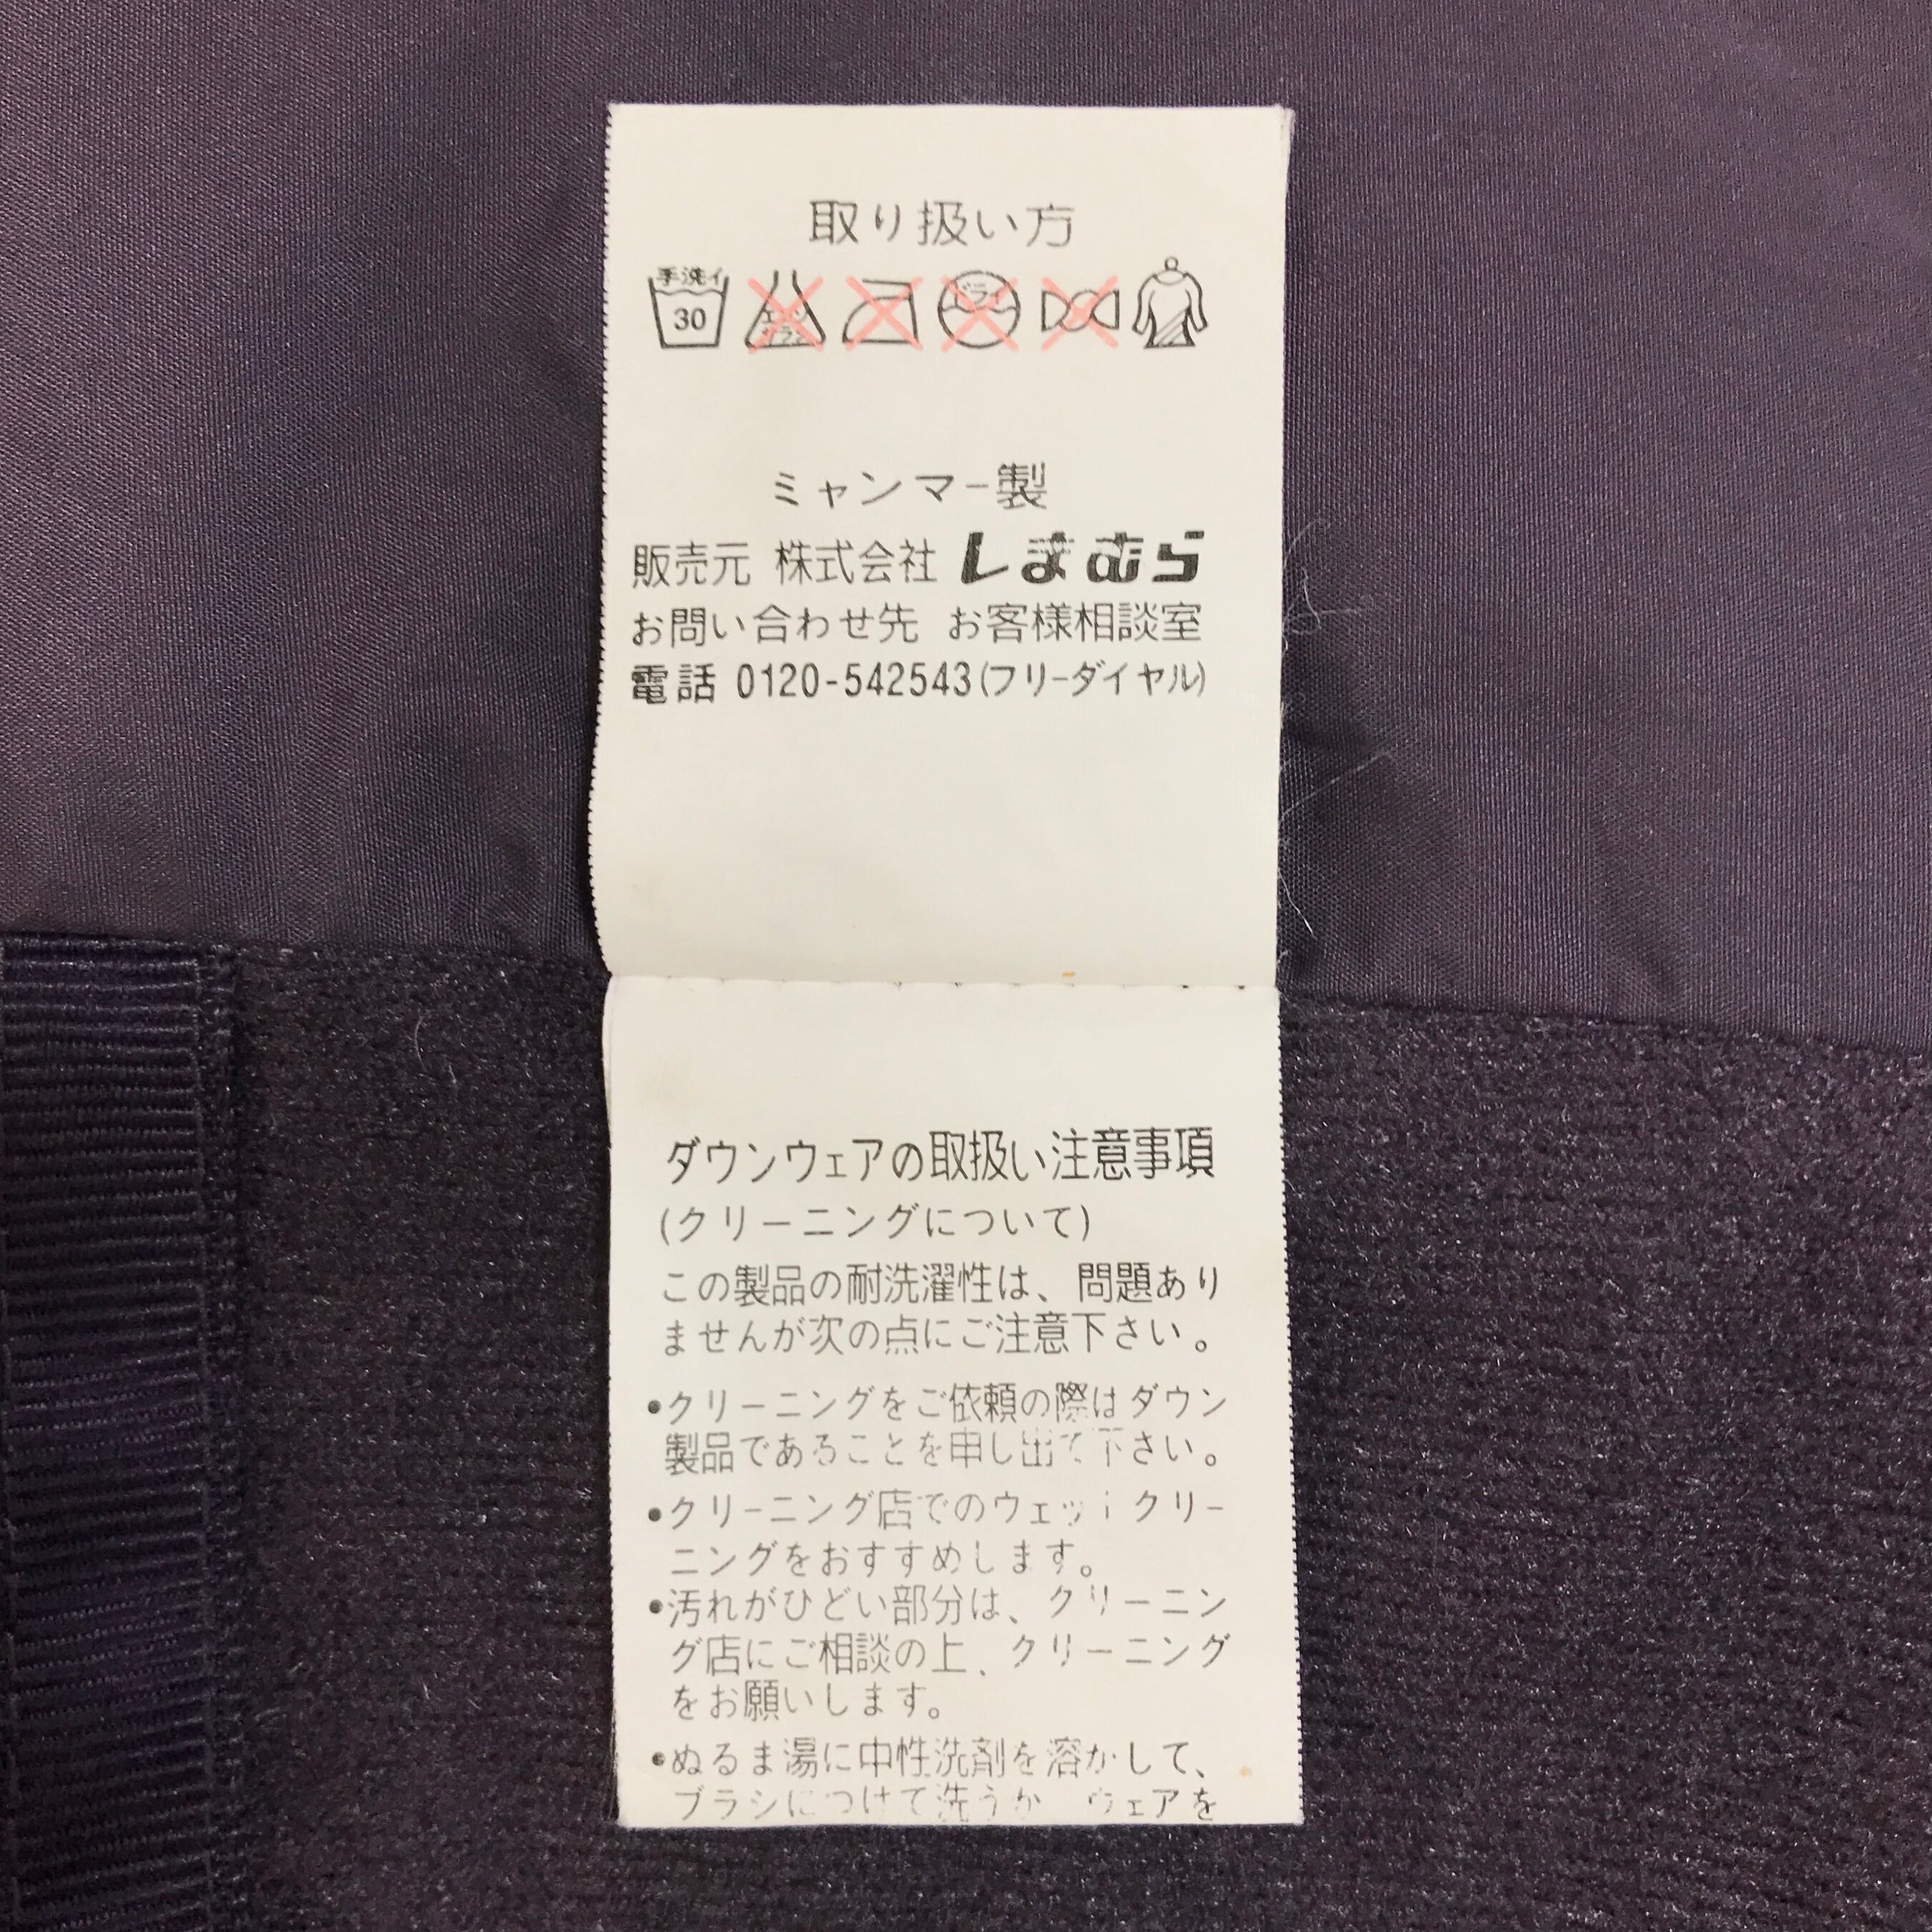 取り扱い方
手洗イ
30
エンソ
サラシ
ドライ
ミャンマー製
販売元 株式会社 しまむら
お問い合わせ先 お客様相談室
電話 0120-542543(フリーダイヤル)
ダウンウェアの取扱い注意事項
(クリーニングについて)
この製品の耐洗濯性は、問題あり
ませんが次の点にご注意下さい。
•クリーニングをご依頼の際はダウン
製品であることを申し出て下さい。
•クリーニング店でのウェットクリー
ニングをおすすめします。
•汚れがひどい部分は、クリーニン
グ店にご相談の上、クリーニング
をお願いします。
•ぬるま湯に中性洗剤を溶かして、
ブラシにつけて洗うか ウェアを